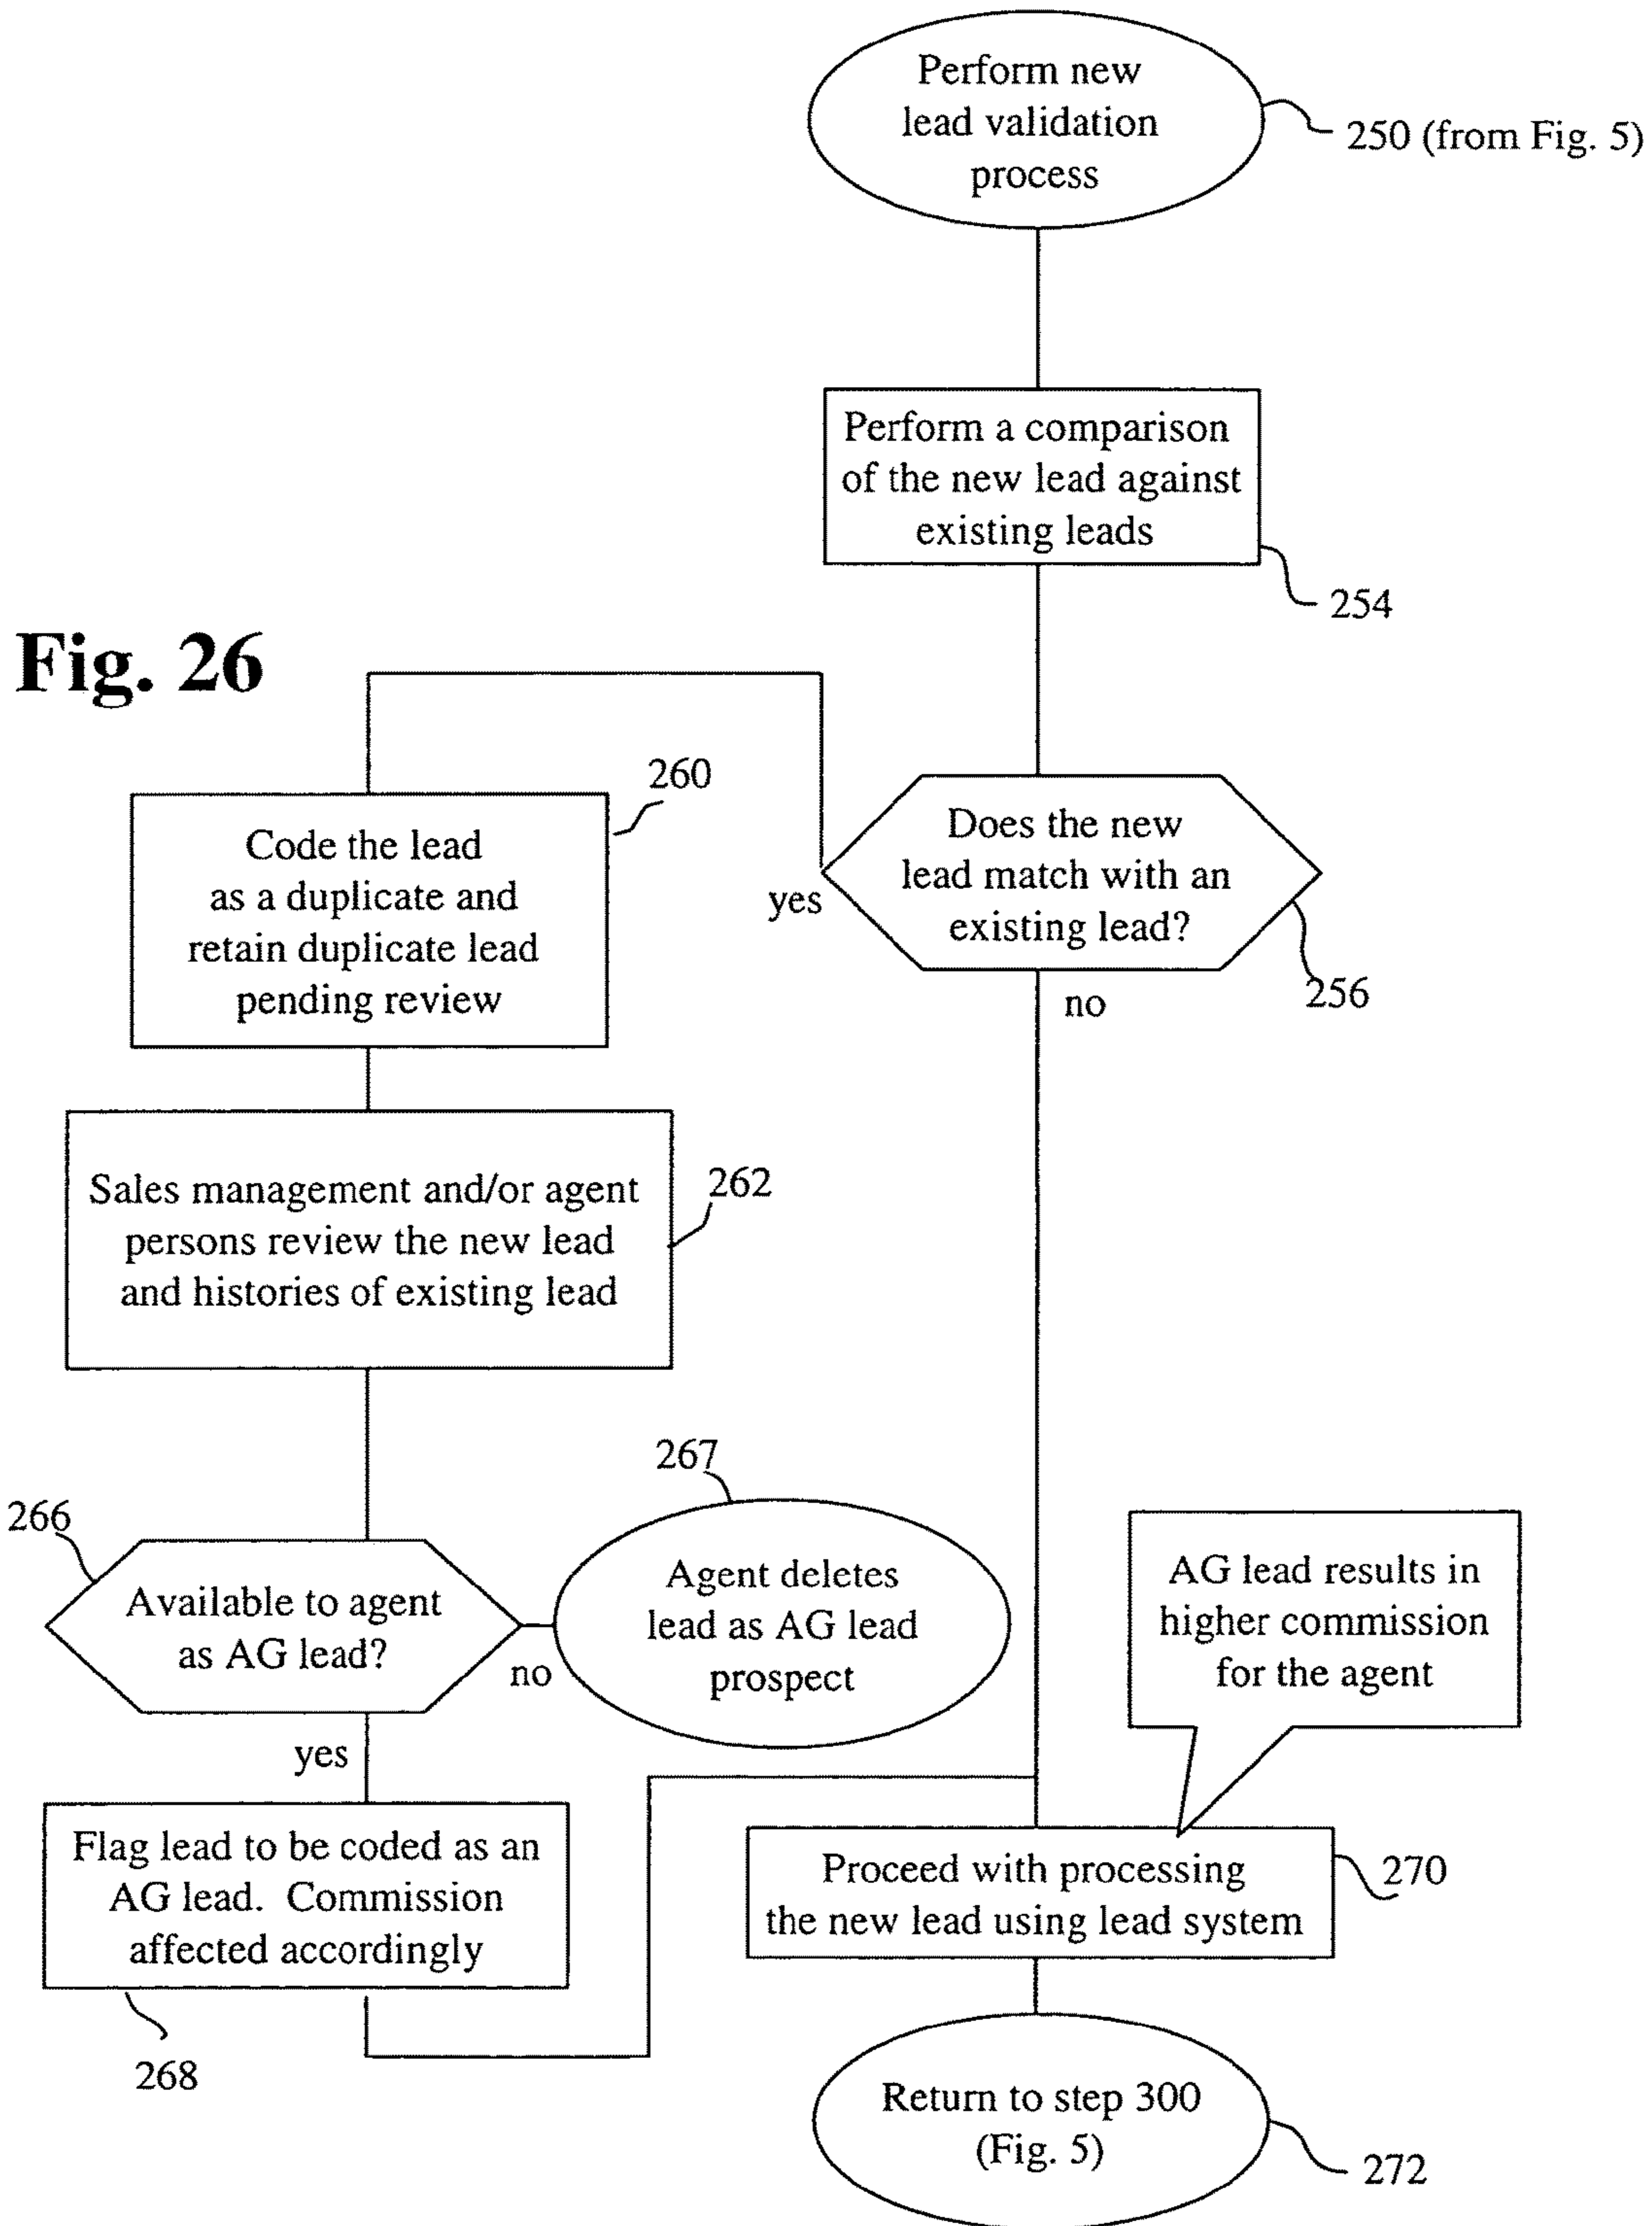 Perform new
lead validation
process
250 (from Fig. 5)
Perform a comparison
of the new lead against
existing leads
254
Fig. 26
Does the new
lead match with an
existing lead?
256
yes
no
260
Code the lead
as a duplicate and
retain duplicate lead
pending review
Sales management and/or agent
persons review the new lead
and histories of existing lead
262
266
Available to agent
as AG lead?
no
yes
267
Agent deletes
lead as AG lead
prospect
Flag lead to be coded as an
AG lead. Commission
affected accordingly
268
AG lead results in
higher commission
for the agent
Proceed with processing
the new lead using lead system
270
Return to step 300
(Fig. 5)
272